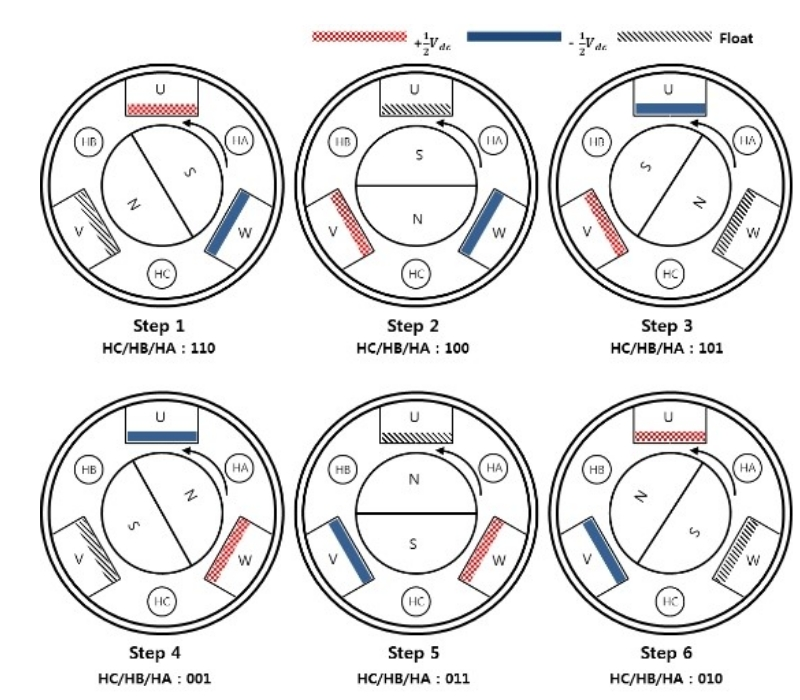 +½V_dc - ½V_dc Float
U
HB HA
S
N
V W
HC
Step 1
HC/HB/HA : 110
U
HB HA
S
N
V W
HC
Step 2
HC/HB/HA : 100
U
HB HA
S
N
V W
HC
Step 3
HC/HB/HA : 101
U
HB HA
N
S
V W
HC
Step 4
HC/HB/HA : 001
U
HB HA
N
S
V W
HC
Step 5
HC/HB/HA : 011
U
HB HA
N
S
V W
HC
Step 6
HC/HB/HA : 010